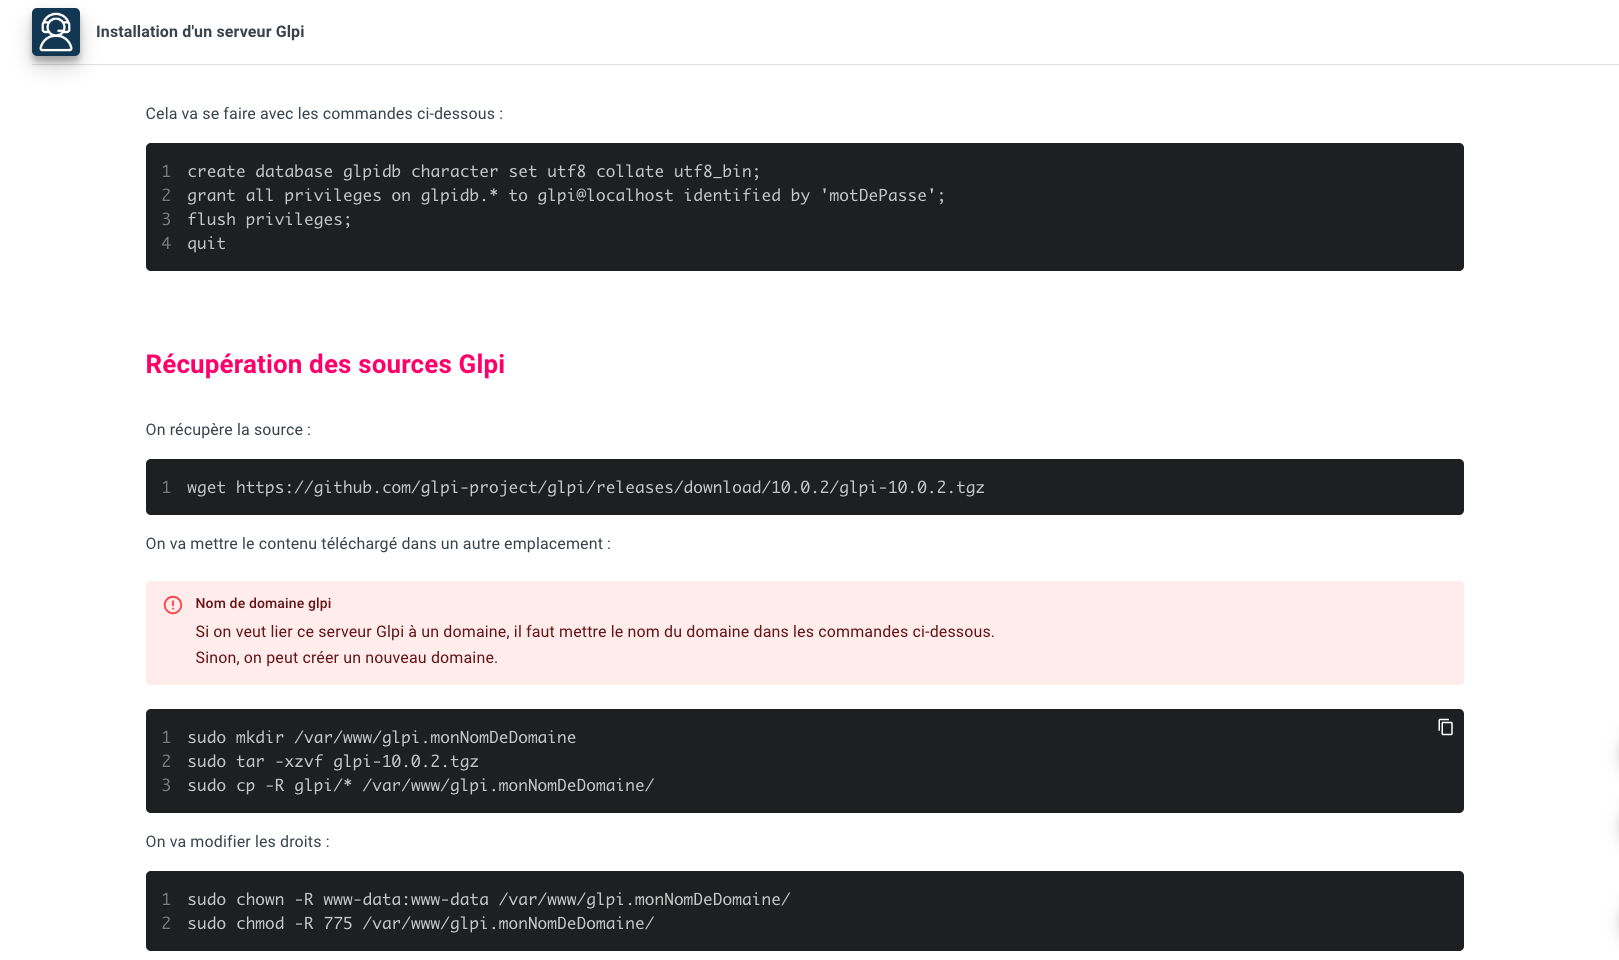 Installation d'un serveur Glpi
Cela va se faire avec les commandes ci-dessous :
1 create database glpidb character set utf8 collate utf8_bin;
2 grant all privileges on glpidb.* to glpi@localhost identified by 'motDePasse';
3 flush privileges;
4 quit
Récupération des sources Glpi
On récupère la source :
1 wget https://github.com/glpi-project/glpi/releases/download/10.0.2/glpi-10.0.2.tgz
On va mettre le contenu téléchargé dans un autre emplacement :
Nom de domaine glpi
Si on veut lier ce serveur Glpi à un domaine, il faut mettre le nom du domaine dans les commandes ci-dessous.
Sinon, on peut créer un nouveau domaine.
1 sudo mkdir /var/www/glpi.monNomDeDomaine
2 sudo tar -xzvf glpi-10.0.2.tgz
3 sudo cp -R glpi/* /var/www/glpi.monNomDeDomaine/
On va modifier les droits :
1 sudo chown -R www-data:www-data /var/www/glpi.monNomDeDomaine/
2 sudo chmod -R 775 /var/www/glpi.monNomDeDomaine/